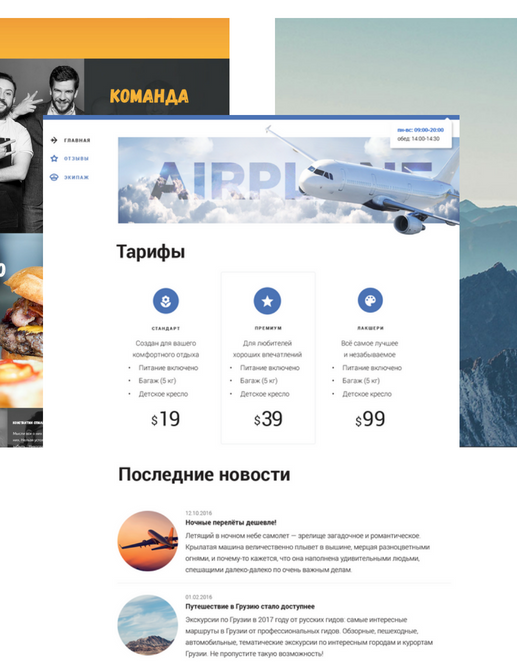 КОМАНДА
пн-вс: 09:00-20:00
обед: 14:00-14:30
ГЛАВНАЯ
ОТЗЫВЫ
ЭКИПАЖ
AIRPLANE
Тарифы
СТАНДАРТ
Создан для вашего
комфортного отдыха
• Питание включено
• Багаж (5 кг)
• Детское кресло
$19
ПРЕМИУМ
Для любителей
хороших впечатлений
• Питание включено
• Багаж (5 кг)
• Детское кресло
$39
ЛАКШЕРИ
Всё самое лучшее
и незабываемое
• Питание включено
• Багаж (5 кг)
• Детское кресло
$99
Последние новости
12.10.2016
Ночные перелёты дешевле!
Летящий в ночном небе самолет — зрелище загадочное и романтическое.
Крылатая машина величественно плывет в вышине, мерцая разноцветными
огнями, и почему-то кажется, что она наполнена удивительными людьми,
спешащими далеко-далеко по очень важным делам.
01.02.2016
Путешествие в Грузию стало доступнее
Экскурсии по Грузии в 2017 году от русских гидов: самые интересные
маршруты в Грузии от профессиональных гидов. Обзорные, пешеходные,
автомобильные, тематические экскурсии по интересным городам и курортам
Грузии. Не пропустите такую возможность!